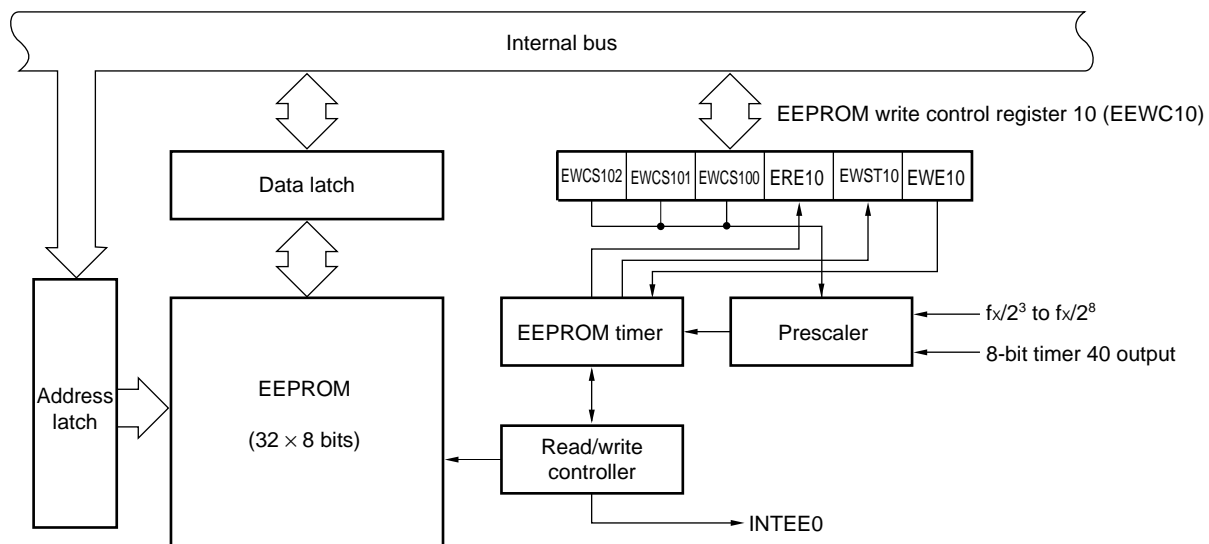 Internal bus
EEPROM write control register 10 (EEWC10)
Data latch
EWCS102 EWCS101 EWCS100 ERE10 EWST10 EWE10
EEPROM timer
Prescaler
fX/2³ to fX/2⁸
8-bit timer 40 output
Address
latch
EEPROM
(32 × 8 bits)
Read/write
controller
INTEE0